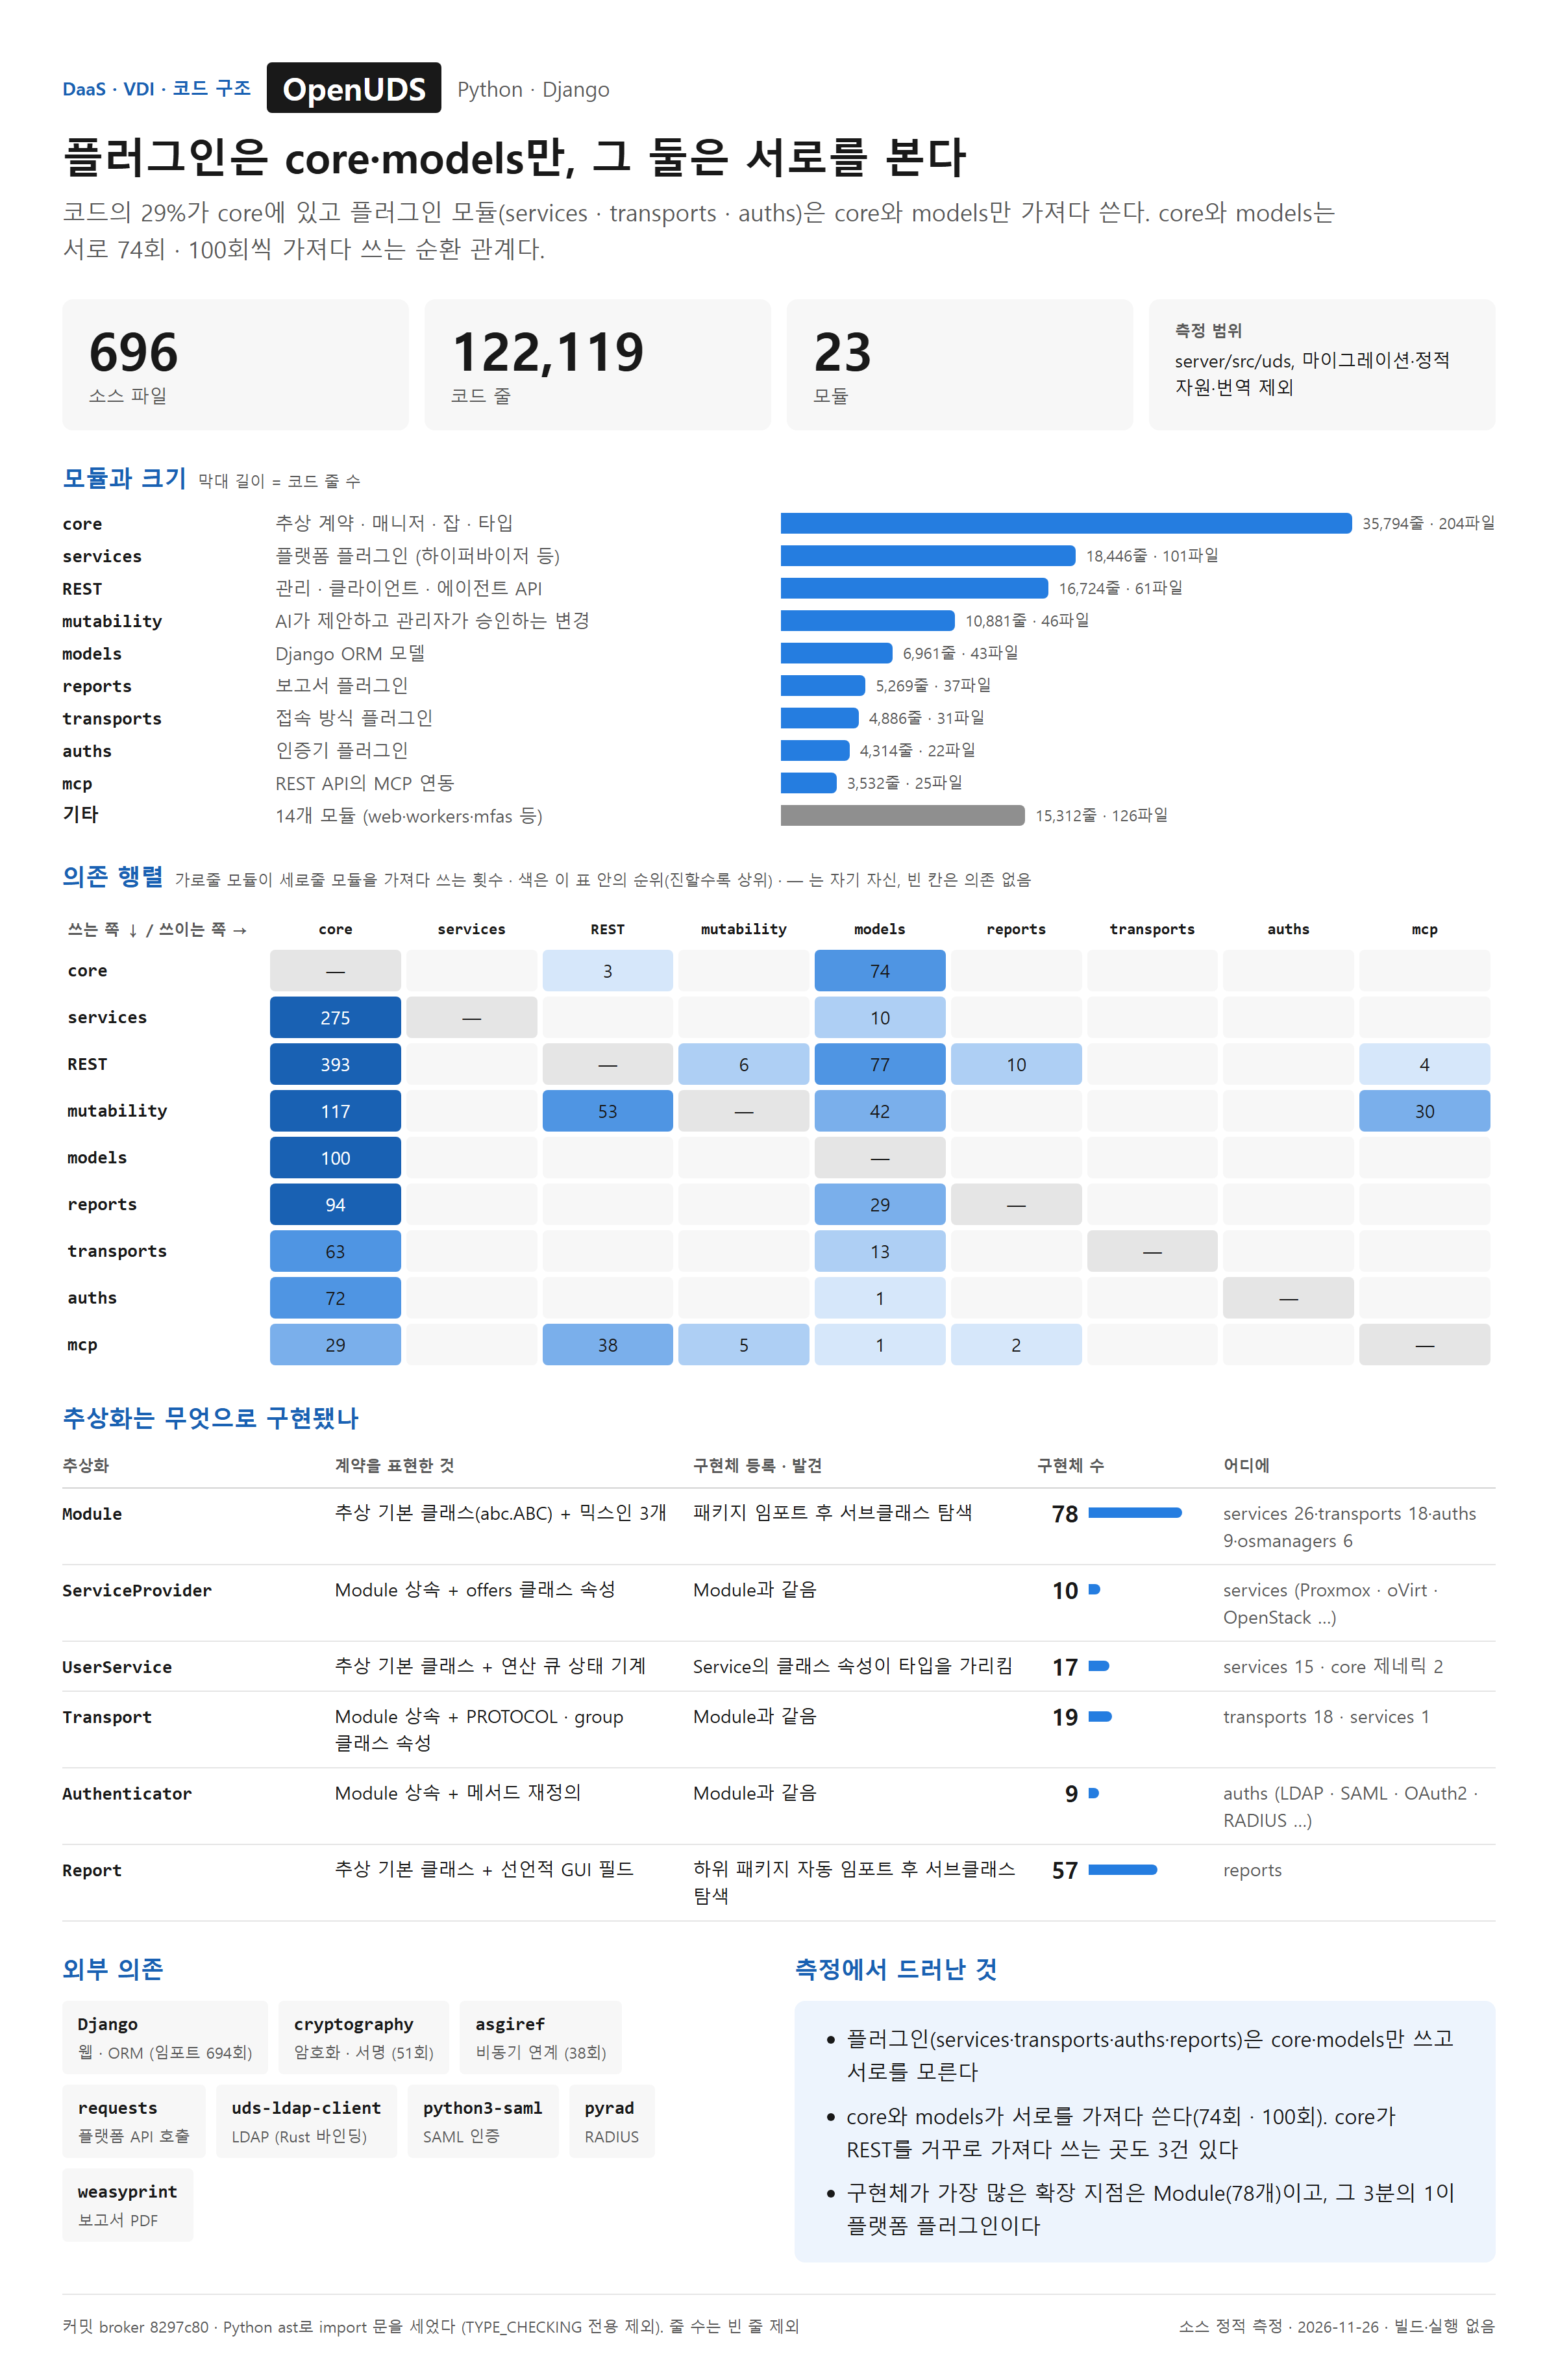 DaaS · VDI · 코드 구조 OpenUDS Python · Django
플러그인은 core·models만, 그 둘은 서로를 본다
코드의 29%가 core에 있고 플러그인 모듈(services · transports · auths)은 core와 models만 가져다 쓴다. core와 models는
서로 74회 · 100회씩 가져다 쓰는 순환 관계다.
696
소스 파일
122,119
코드 줄
23
모듈
측정 범위
server/src/uds, 마이그레이션·정적
자원·번역 제외
모듈과 크기 막대 길이 = 코드 줄 수
core 추상 계약 · 매니저 · 잡 · 타입 35,794줄 · 204파일
services 플랫폼 플러그인 (하이퍼바이저 등) 18,446줄 · 101파일
REST 관리 · 클라이언트 · 에이전트 API 16,724줄 · 61파일
mutability AI가 제안하고 관리자가 승인하는 변경 10,881줄 · 46파일
models Django ORM 모델 6,961줄 · 43파일
reports 보고서 플러그인 5,269줄 · 37파일
transports 접속 방식 플러그인 4,886줄 · 31파일
auths 인증기 플러그인 4,314줄 · 22파일
mcp REST API의 MCP 연동 3,532줄 · 25파일
기타 14개 모듈 (web·workers·mfas 등) 15,312줄 · 126파일
의존 행렬 가로줄 모듈이 세로줄 모듈을 가져다 쓰는 횟수 · 색은 이 표 안의 순위(진할수록 상위) · — 는 자기 자신, 빈 칸은 의존 없음
쓰는 쪽 ↓ / 쓰이는 쪽 → core services REST mutability models reports transports auths mcp
core — 3 74
services 275 — 10
REST 393 — 6 77 10 4
mutability 117 53 — 42 30
models 100 —
reports 94 29 —
transports 63 13 —
auths 72 1 —
mcp 29 38 5 1 2 —
추상화는 무엇으로 구현됐나
추상화 계약을 표현한 것 구현체 등록 · 발견 구현체 수 어디에
Module 추상 기본 클래스(abc.ABC) + 믹스인 3개 패키지 임포트 후 서브클래스 탐색 78 services 26·transports 18·auths
9·osmanagers 6
ServiceProvider Module 상속 + offers 클래스 속성 Module과 같음 10 services (Proxmox · oVirt ·
OpenStack …)
UserService 추상 기본 클래스 + 연산 큐 상태 기계 Service의 클래스 속성이 타입을 가리킴 17 services 15 · core 제네릭 2
Transport Module 상속 + PROTOCOL · group Module과 같음 19 transports 18 · services 1
클래스 속성
Authenticator Module 상속 + 메서드 재정의 Module과 같음 9 auths (LDAP · SAML · OAuth2 ·
RADIUS …)
Report 추상 기본 클래스 + 선언적 GUI 필드 하위 패키지 자동 임포트 후 서브클래스 57 reports
탐색
외부 의존
Django
웹 · ORM (임포트 694회)
cryptography
암호화 · 서명 (51회)
asgiref
비동기 연계 (38회)
requests
플랫폼 API 호출
uds-ldap-client
LDAP (Rust 바인딩)
python3-saml
SAML 인증
pyrad
RADIUS
weasyprint
보고서 PDF
측정에서 드러난 것
• 플러그인(services·transports·auths·reports)은 core·models만 쓰고
서로를 모른다
• core와 models가 서로를 가져다 쓴다(74회 · 100회). core가
REST를 거꾸로 가져다 쓰는 곳도 3건 있다
• 구현체가 가장 많은 확장 지점은 Module(78개)이고, 그 3분의 1이
플랫폼 플러그인이다
커밋 broker 8297c80 · Python ast로 import 문을 세었다 (TYPE_CHECKING 전용 제외). 줄 수는 빈 줄 제외
소스 정적 측정 · 2026-11-26 · 빌드·실행 없음